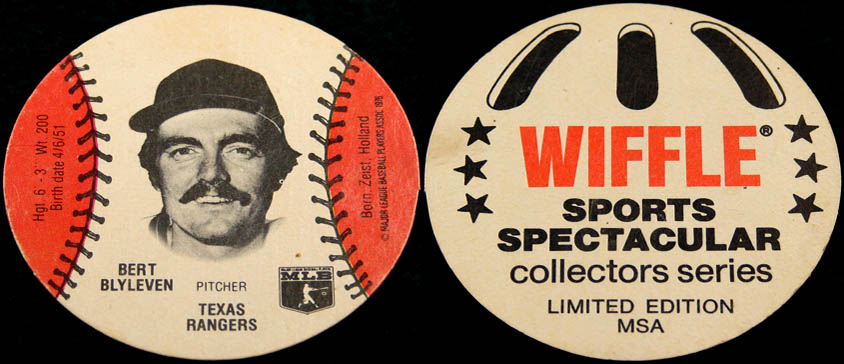 Hgt. 6'-3" Wt. 200
Birth date 4/6/51
BERT
BLYLEVEN
PITCHER
TEXAS
RANGERS
MLB
Born: Zeist, Holland
© MAJOR LEAGUE BASEBALL PLAYERS ASSOC. 1976
WIFFLE®
SPORTS
SPECTACULAR
collectors series
LIMITED EDITION
MSA